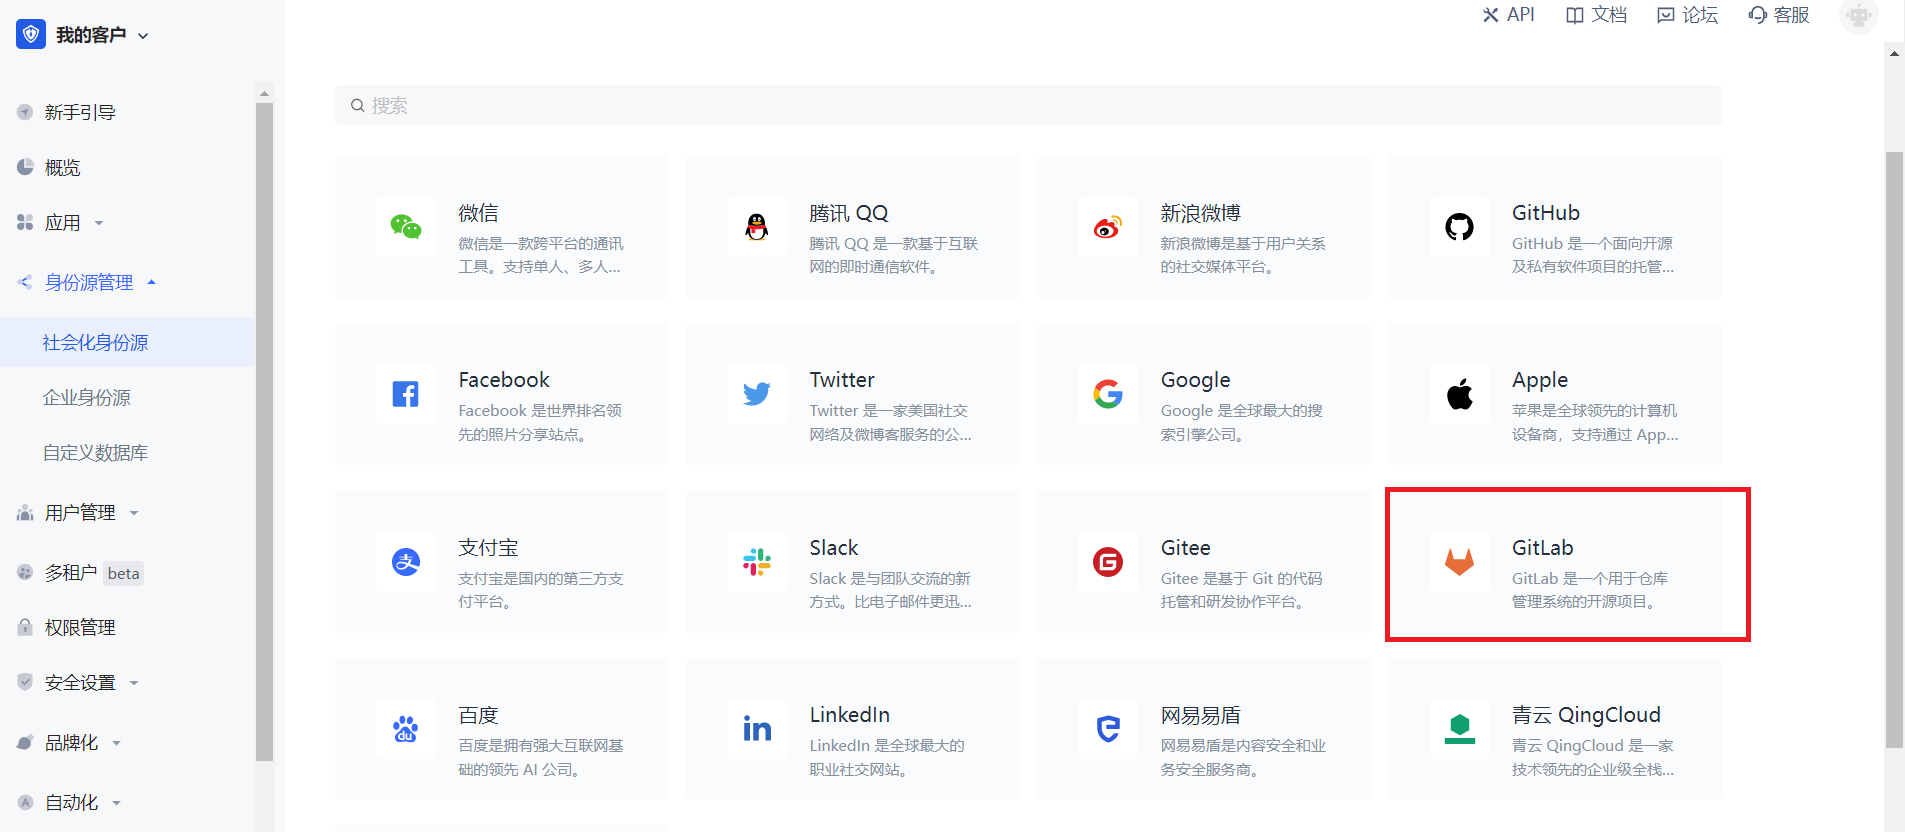 我的客户
API
文档
论坛
客服
新手引导
概览
应用
身份源管理
社会化身份源
企业身份源
自定义数据库
用户管理
多租户 beta
权限管理
安全设置
品牌化
自动化
搜索
微信
微信是一款跨平台的通讯
工具。支持单人、多人...
腾讯 QQ
腾讯 QQ 是一款基于互联
网的即时通信软件。
新浪微博
新浪微博是基于用户关系
的社交媒体平台。
GitHub
GitHub 是一个面向开源
及私有软件项目的托管...
Facebook
Facebook 是世界排名领
先的照片分享站点。
Twitter
Twitter 是一家美国社交
网络及微博客服务的公...
Google
Google 是全球最大的搜
索引擎公司。
Apple
苹果是全球领先的计算机
设备商，支持通过 App...
支付宝
支付宝是国内的第三方支
付平台。
Slack
Slack 是与团队交流的新
方式。比电子邮件更迅...
Gitee
Gitee 是基于 Git 的代码
托管和研发协作平台。
GitLab
GitLab 是一个用于仓库
管理系统的开源项目。
百度
百度是拥有强大互联网基
础的领先 AI 公司。
LinkedIn
LinkedIn 是全球最大的
职业社交网站。
网易易盾
网易易盾是内容安全和业
务安全服务商。
青云 QingCloud
青云 QingCloud 是一家
技术领先的企业级全栈...